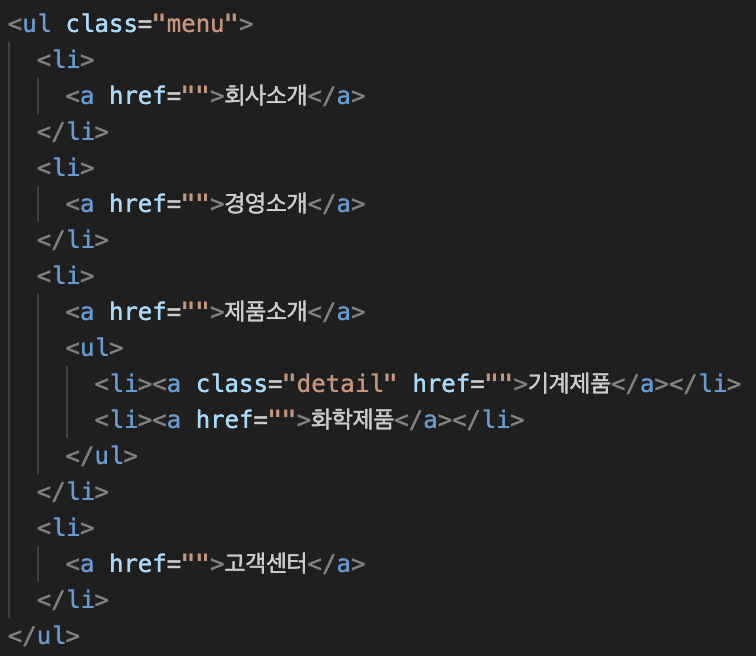 <ul class="menu">
<li>
<a href="">회사소개</a>
</li>
<li>
<a href="">경영소개</a>
</li>
<li>
<a href="">제품소개</a>
<ul>
<li><a class="detail" href="">기계제품</a></li>
<li><a href="">화학제품</a></li>
</ul>
</li>
<li>
<a href="">고객센터</a>
</li>
</ul>